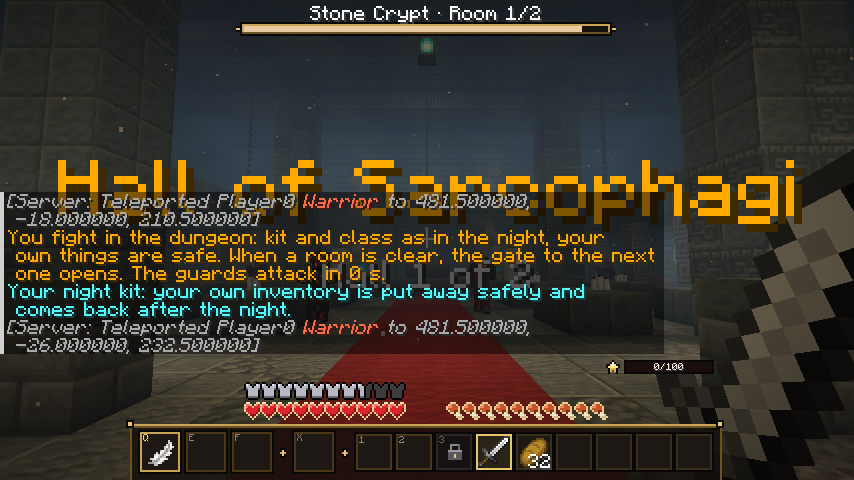 Stone Crypt · Room 1/2
Hall of Sarcophagi
[Server: Teleported Player0 Warrior to 481.500000,
-18.000000, 210.500000]
You fight in the dungeon: kit and class as in the night, your
own things are safe. When a room is clear, the gate to the next
one opens. The guards attack in 0 s.
Hall 1 of 2
Your night kit: your own inventory is put away safely and
comes back after the night.
[Server: Teleported Player0 Warrior to 481.500000,
-26.000000, 232.500000]
0/100
Q E F X 1 2 3
32